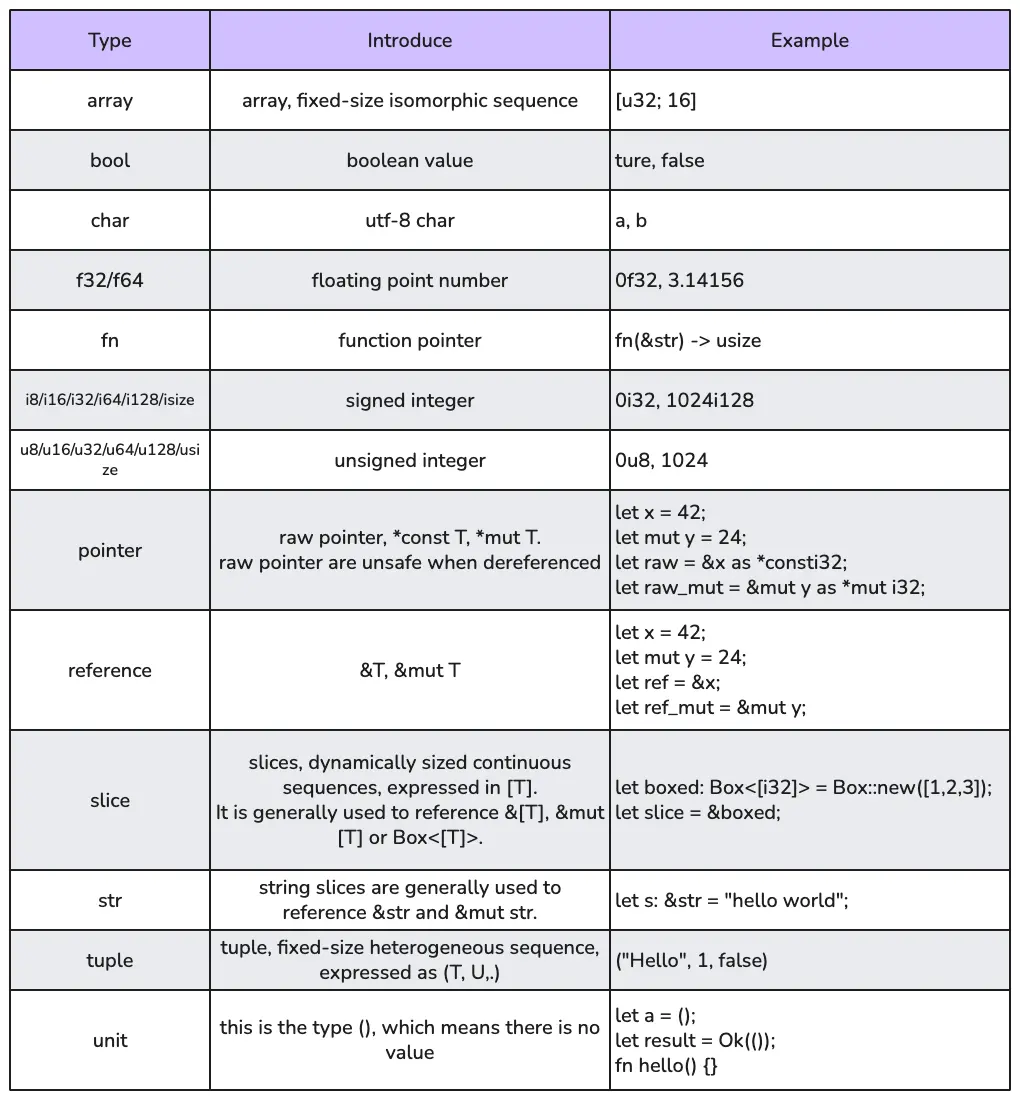 Type Introduce Example
array array, fixed-size isomorphic sequence [u32; 16]
bool boolean value ture, false
char utf-8 char a, b
f32/f64 floating point number 0f32, 3.14156
fn function pointer fn(&str) -> usize
i8/i16/i32/i64/i128/isize signed integer 0i32, 1024i128
u8/u16/u32/u64/u128/usi
ze
unsigned integer 0u8, 1024
pointer
raw pointer, *const T, *mut T.
raw pointer are unsafe when dereferenced
let x = 42;
let mut y = 24;
let raw = &x as *consti32;
let raw_mut = &mut y as *mut i32;
reference
&T, &mut T
let x = 42;
let mut y = 24;
let ref = &x;
let ref_mut = &mut y;
slice
slices, dynamically sized continuous
sequences, expressed in [T].
It is generally used to reference &[T], &mut
[T] or Box<[T]>.
let boxed: Box<[i32]> = Box::new([1,2,3]);
let slice = &boxed;
str
string slices are generally used to
reference &str and &mut str.
let s: &str = "hello world";
tuple
tuple, fixed-size heterogeneous sequence,
expressed as (T, U,.)
("Hello", 1, false)
unit
this is the type (), which means there is no
value
let a = ();
let result = Ok(());
fn hello() {}